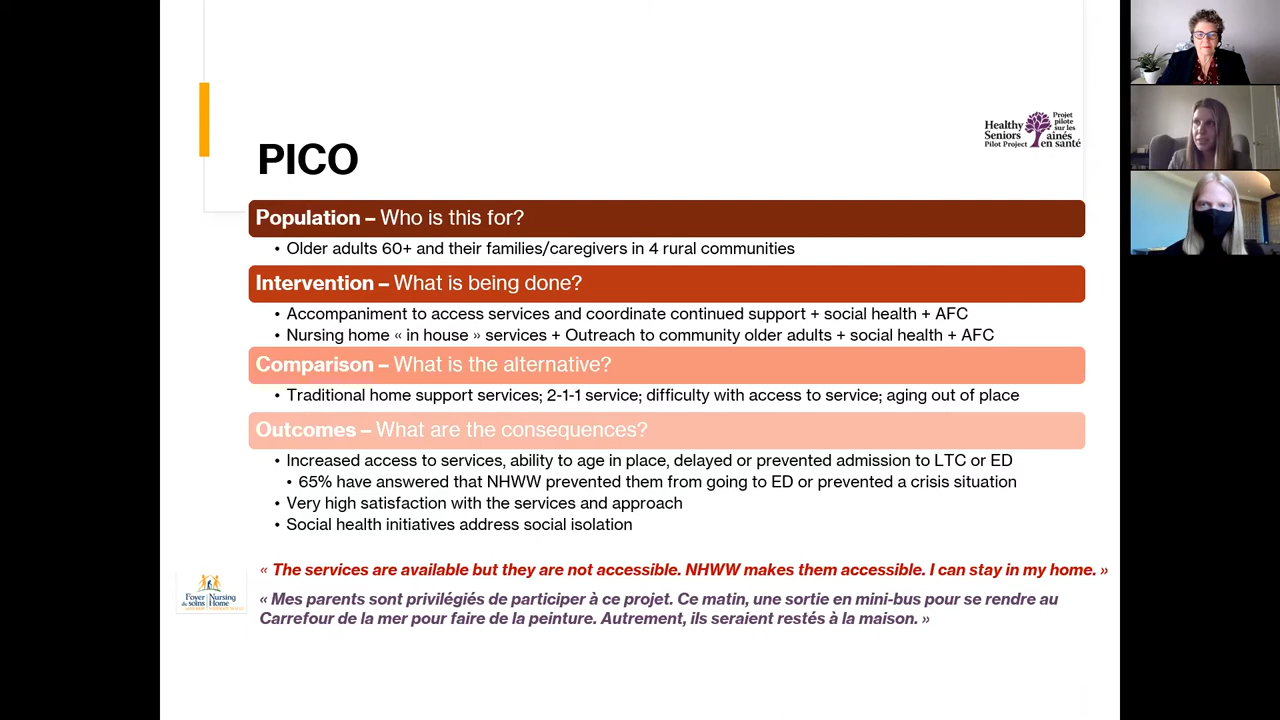 PICO
Healthy
Seniors
Pilot Project
Projet
pilote
sur les
aînés
en santé
Population – Who is this for?
• Older adults 60+ and their families/caregivers in 4 rural communities
Intervention – What is being done?
• Accompaniment to access services and coordinate continued support + social health + AFC
• Nursing home « in house » services + Outreach to community older adults + social health + AFC
Comparison – What is the alternative?
• Traditional home support services; 2-1-1 service; difficulty with access to service; aging out of place
Outcomes – What are the consequences?
• Increased access to services, ability to age in place, delayed or prevented admission to LTC or ED
• 65% have answered that NHWW prevented them from going to ED or prevented a crisis situation
• Very high satisfaction with the services and approach
• Social health initiatives address social isolation
« The services are available but they are not accessible. NHWW makes them accessible. I can stay in my home. »
Foyer Nursing
de soins Home
« Mes parents sont privilégiés de participer à ce projet. Ce matin, une sortie en mini-bus pour se rendre au
Carrefour de la mer pour faire de la peinture. Autrement, ils seraient restés à la maison. »